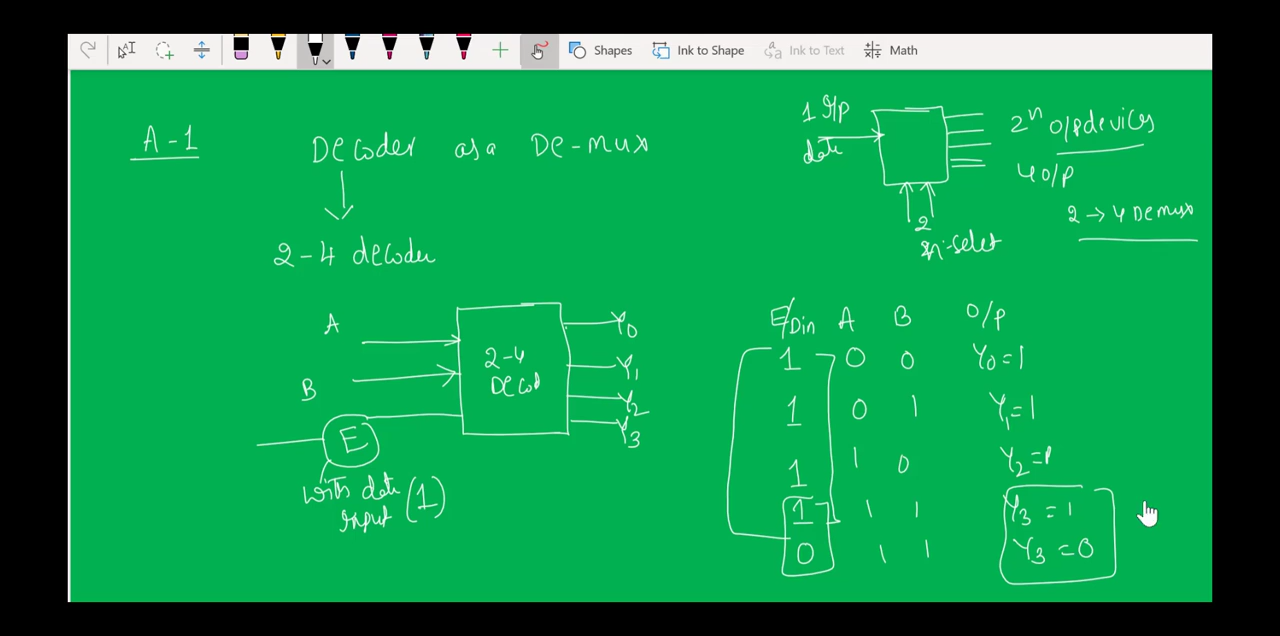 Shapes Ink to Shape Ink to Text Math
A-1
Decoder as a De-mux
2-4 decoder
A
B
2-4
Decod
E
Y0
Y1
Y2
Y3
with data (1)
input
1 I/p
data
2^n O/p devices
4 O/p
2 → 4 Demux
2
n-selet
E/Din A B O/p
1 0 0 Y0=1
1 0 1 Y1=1
1 1 0 Y2=1
1 1 1 Y3=1
0 1 1 Y3=0